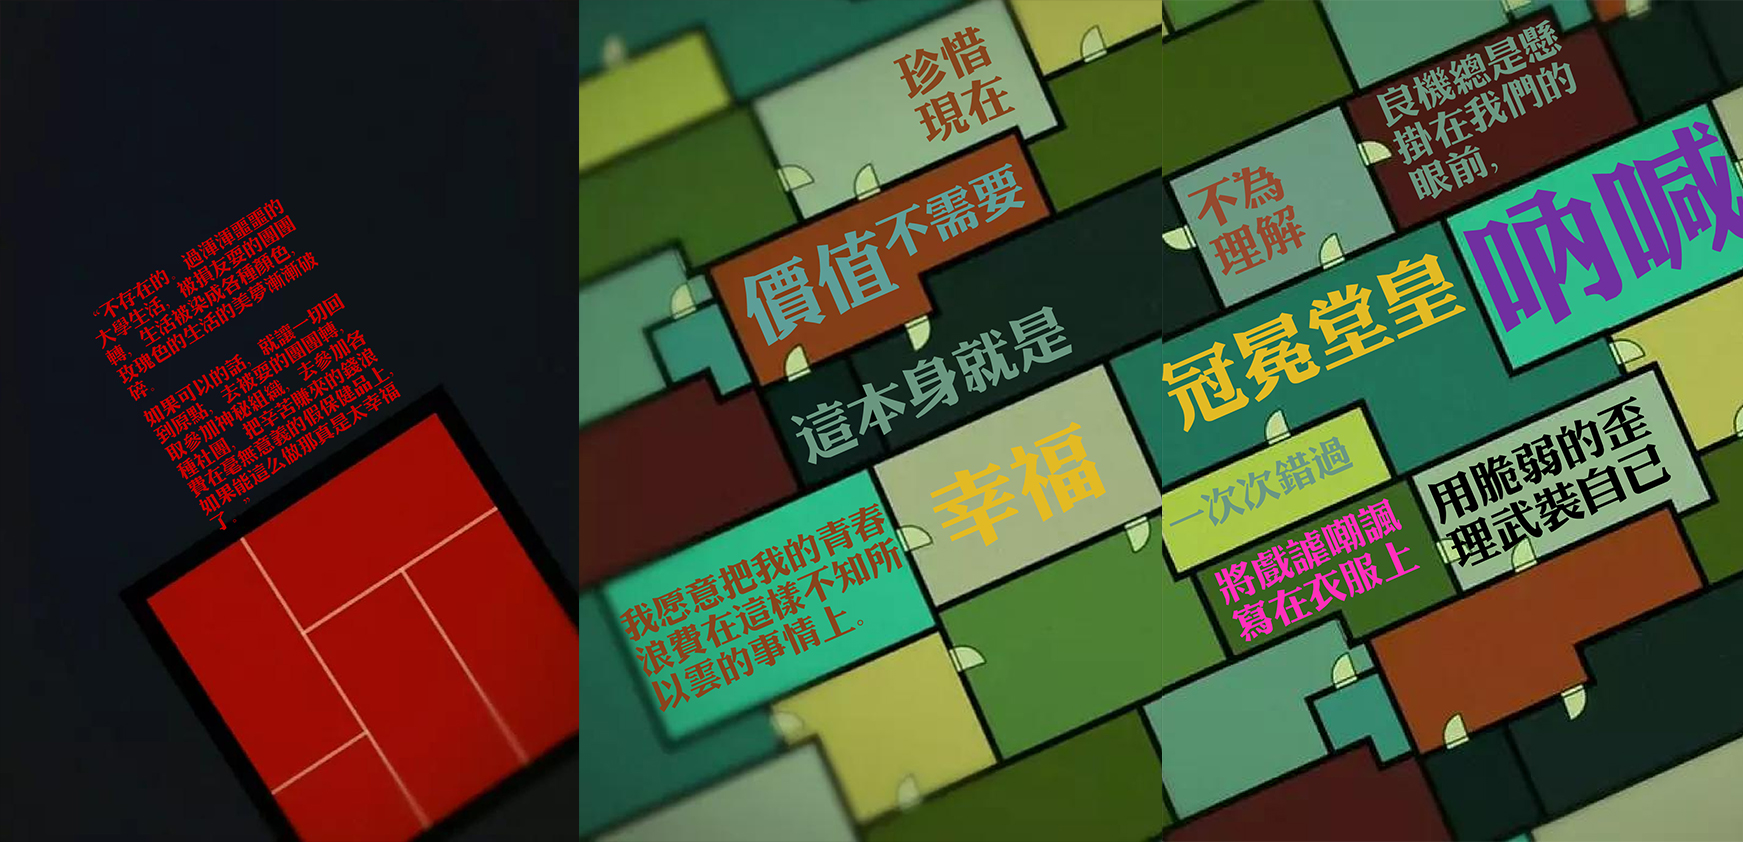 “不存在的，過渾渾噩噩的
大學生活，被損友耍的團團
轉，生活被染成各種顏色，
玫瑰色的生活的美夢漸漸破
碎。
如果可以的話，就讓一切回
到原點，去被耍的團團轉，
取參加神秘組織，去參加各
種社團，把辛苦賺來的錢浪
費在毫無意義的假保健品上，
如果能這么做那真是太幸福
了。”
珍惜
現在
價值不需要
這本身就是
幸福
我愿意把我的青春
浪費在這樣不知所
以雲的事情上。
良機總是懸
掛在我們的
眼前，
不為
理解
吶喊
冠冕堂皇
一次次錯過
用脆弱的歪
理武裝自己
將戲謔嘲諷
寫在衣服上